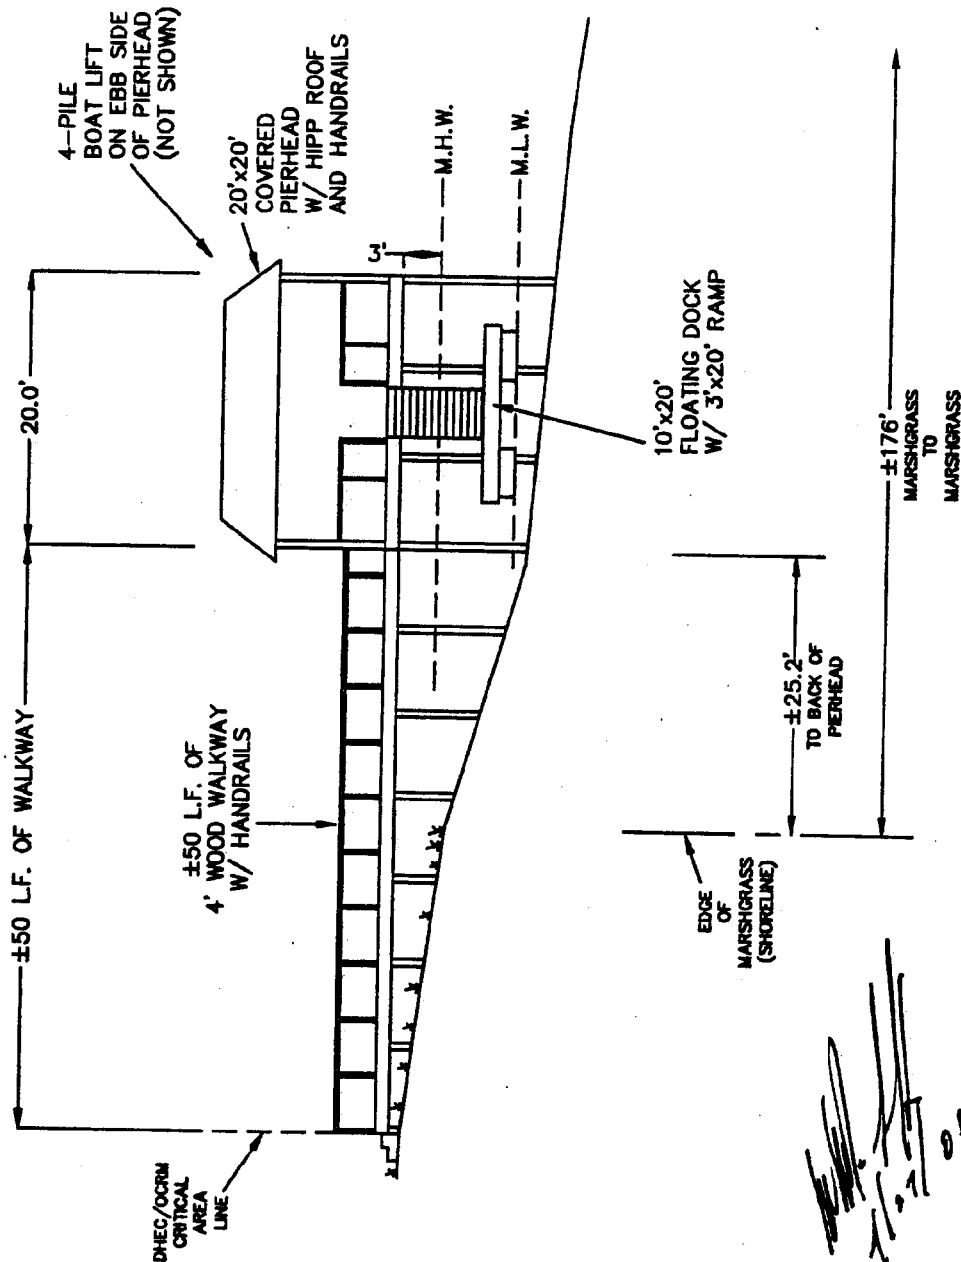 4-PILE
BOAT LIFT
ON EBB SIDE
OF PIERHEAD
(NOT SHOWN)
20'x20'
COVERED
PIERHEAD
W/ HIPP ROOF
AND HANDRAILS
20.0'
±50 L.F. OF WALKWAY
3'
M.H.W.
M.L.W.
±50 L.F. OF
4' WOOD WALKWAY
W/ HANDRAILS
10'x20'
FLOATING DOCK
W/ 3'x20' RAMP
±176'
MARSHGRASS
TO
MARSHGRASS
±25.2'
TO BACK OF
PIERHEAD
EDGE
OF
MARSHGRASS
(SHORELINE)
DHEC/OCRM
CRITICAL
AREA
LINE